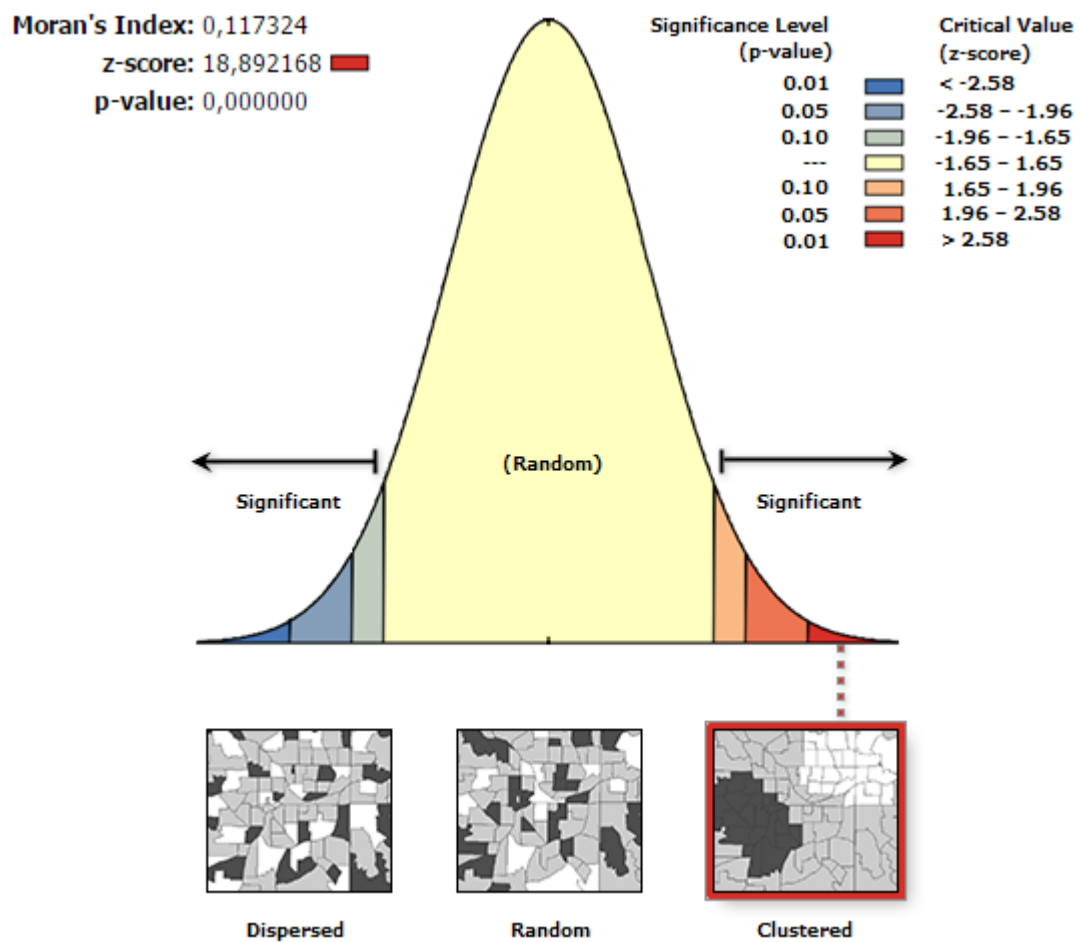 Moran's Index: 0,117324
z-score: 18,892168
p-value: 0,000000
Significance Level
(p-value)
Critical Value
(z-score)
0.01 < -2.58
0.05 -2.58 – -1.96
0.10 -1.96 – -1.65
--- -1.65 – 1.65
0.10 1.65 – 1.96
0.05 1.96 – 2.58
0.01 > 2.58
(Random)
Significant
Significant
Dispersed
Random
Clustered